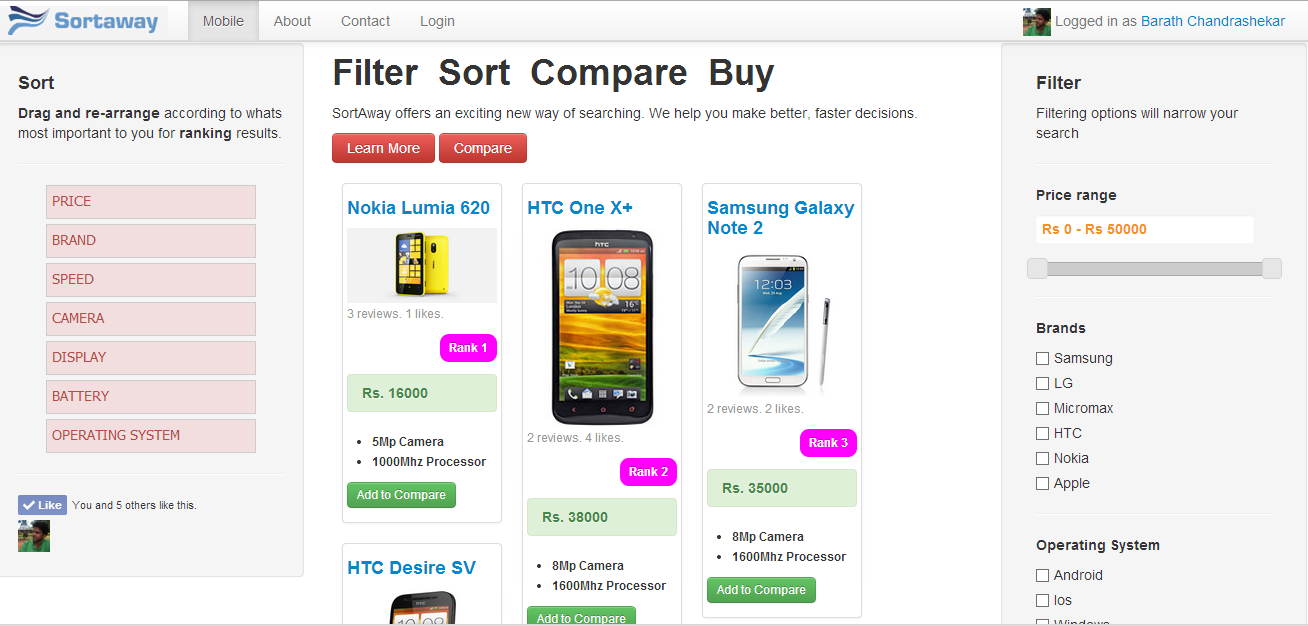 Sortaway
Mobile
About
Contact
Login
Logged in as Barath Chandrashekar
Sort
Drag and re-arrange according to whats
most important to you for ranking results.
PRICE
BRAND
SPEED
CAMERA
DISPLAY
BATTERY
OPERATING SYSTEM
Like
You and 5 others like this.
Filter Sort Compare Buy
SortAway offers an exciting new way of searching. We help you make better, faster decisions.
Learn More
Compare
Nokia Lumia 620
3 reviews. 1 likes.
Rank 1
Rs. 16000
5Mp Camera
1000Mhz Processor
Add to Compare
HTC Desire SV
HTC One X+
hTC
10 08
16°
2 reviews. 4 likes.
Rank 2
Rs. 38000
8Mp Camera
1600Mhz Processor
Add to Compare
Samsung Galaxy
Note 2
12:03
2 reviews. 2 likes.
Rank 3
Rs. 35000
8Mp Camera
1600Mhz Processor
Add to Compare
Filter
Filtering options will narrow your
search
Price range
Rs 0 - Rs 50000
Brands
Samsung
LG
Micromax
HTC
Nokia
Apple
Operating System
Android
Ios
Windows